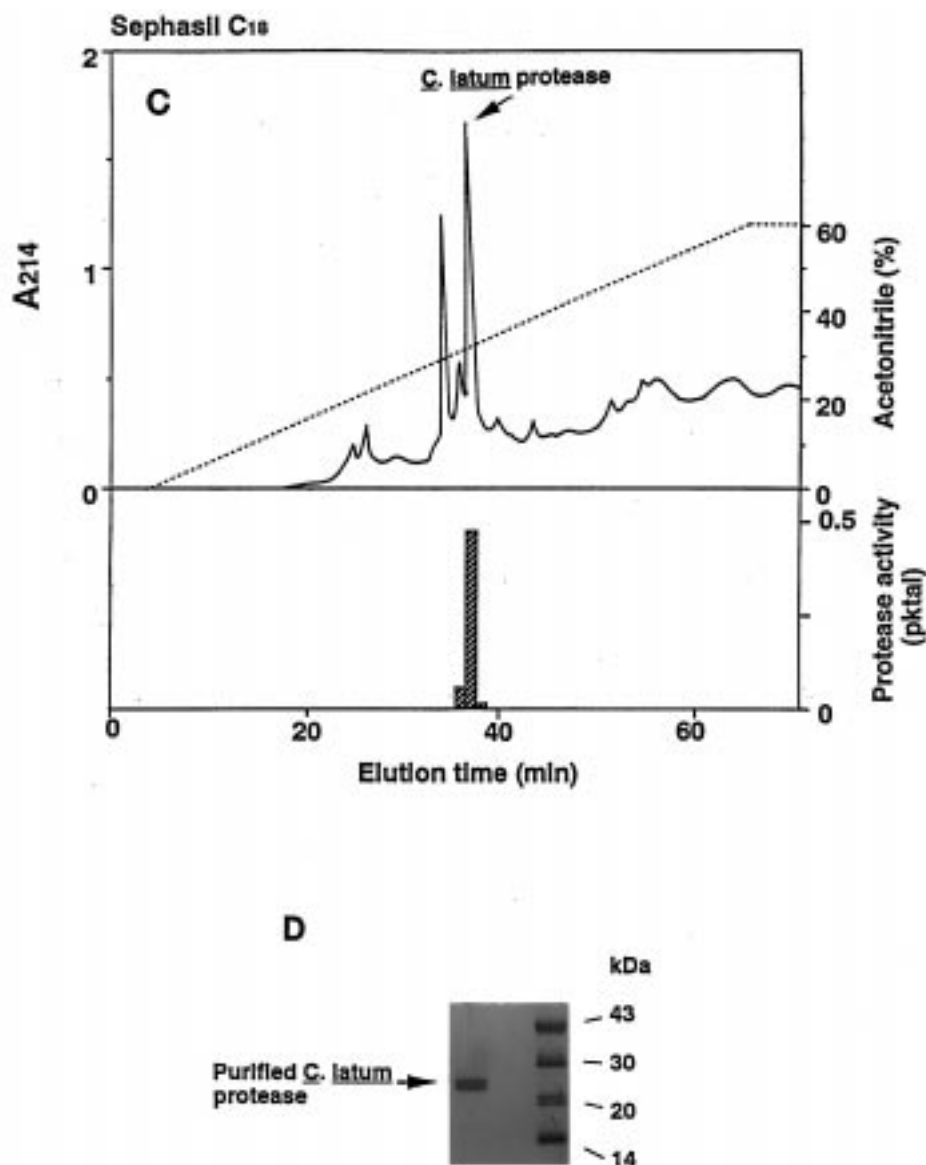 Sephasil C18
C
C. latum protease
2
1
0
A214
60
40
20
0
Acetonitrile (%)
0.5
0
Protease activity
(pktal)
0
20
40
60
Elution time (min)
D
kDa
43
30
20
14
Purified C. latum
protease